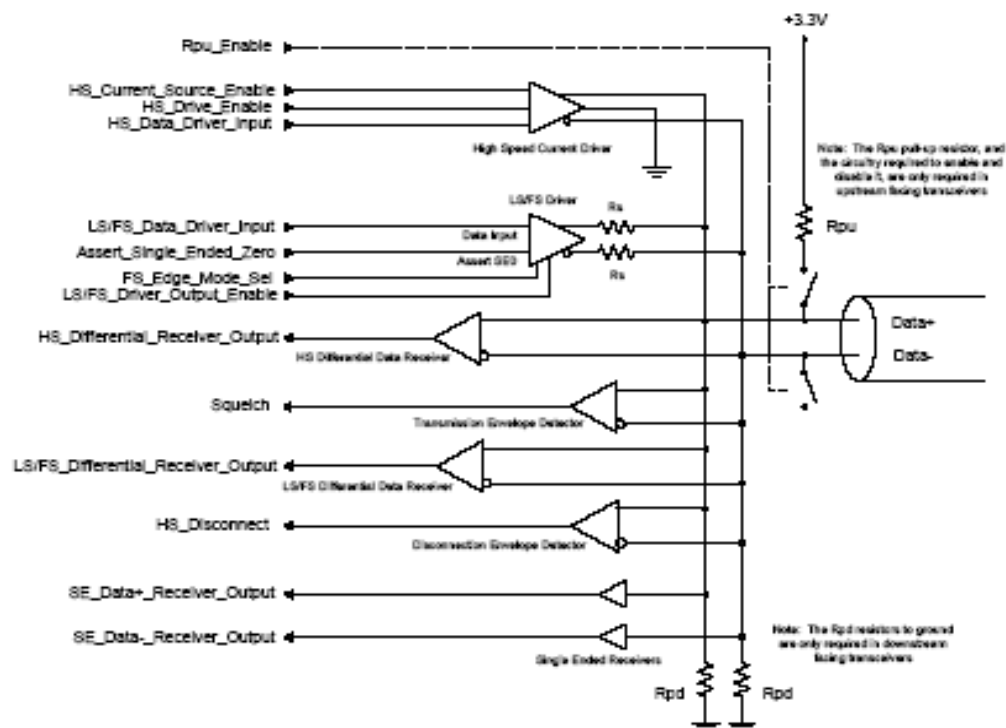 +3.3V
Rpu_Enable
HS_Current_Source_Enable
HS_Drive_Enable
HS_Data_Driver_Input
High Speed Current Driver
Note: The Rpu pull-up resistor, and
the circuitry required to enable and
disable it, are only required in
upstream facing transceivers
LS/FS Driver
Rs
LS/FS_Data_Driver_Input
Data Input
Rpu
Assert_Single_Ended_Zero
Assert SE0
Rs
FS_Edge_Mode_Sel
LS/FS_Driver_Output_Enable
Data+
HS_Differential_Receiver_Output
HS Differential Data Receiver
Data-
Squelch
Transmission Envelope Detector
LS/FS_Differential_Receiver_Output
LS/FS Differential Data Receiver
HS_Disconnect
Disconnection Envelope Detector
SE_Data+_Receiver_Output
SE_Data-_Receiver_Output
Single Ended Receivers
Note: The Rpd resistors to ground
are only required in downstream
facing transceivers
Rpd
Rpd